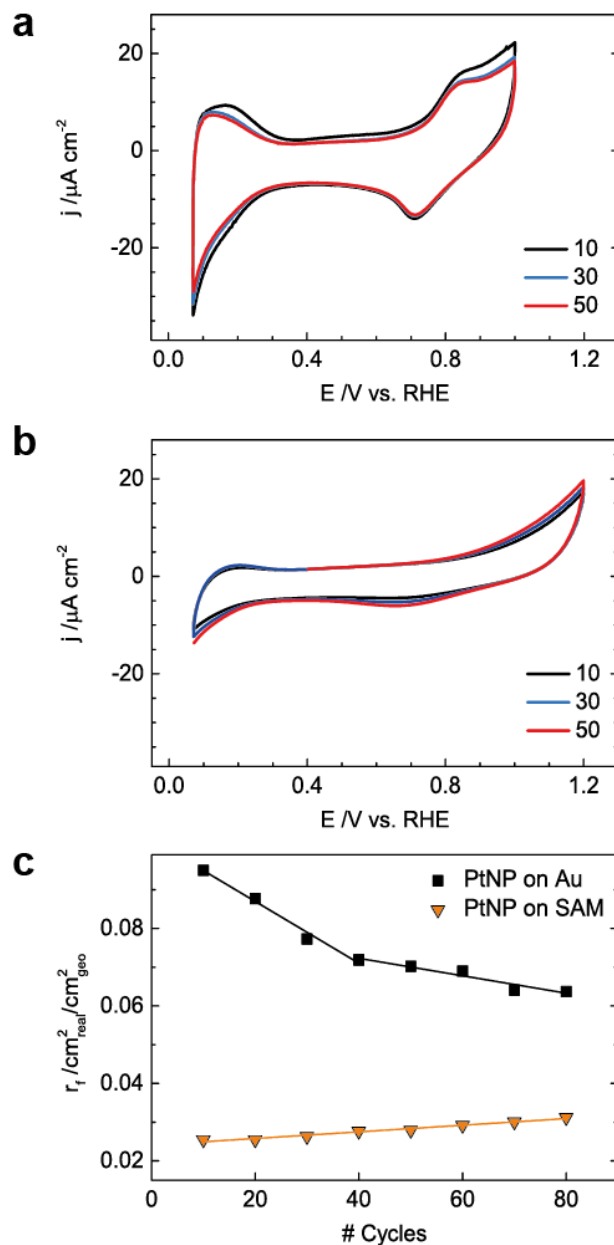 a
20
0
-20
j /µA cm⁻²
10
30
50
0.0 0.4 0.8 1.2
E /V vs. RHE
b
20
0
-20
j /µA cm⁻²
10
30
50
0.0 0.4 0.8 1.2
E /V vs. RHE
c
PtNP on Au
PtNP on SAM
0.08
0.06
0.04
0.02
r_f /cm²_real/cm²_geo
0 20 40 60 80
# Cycles